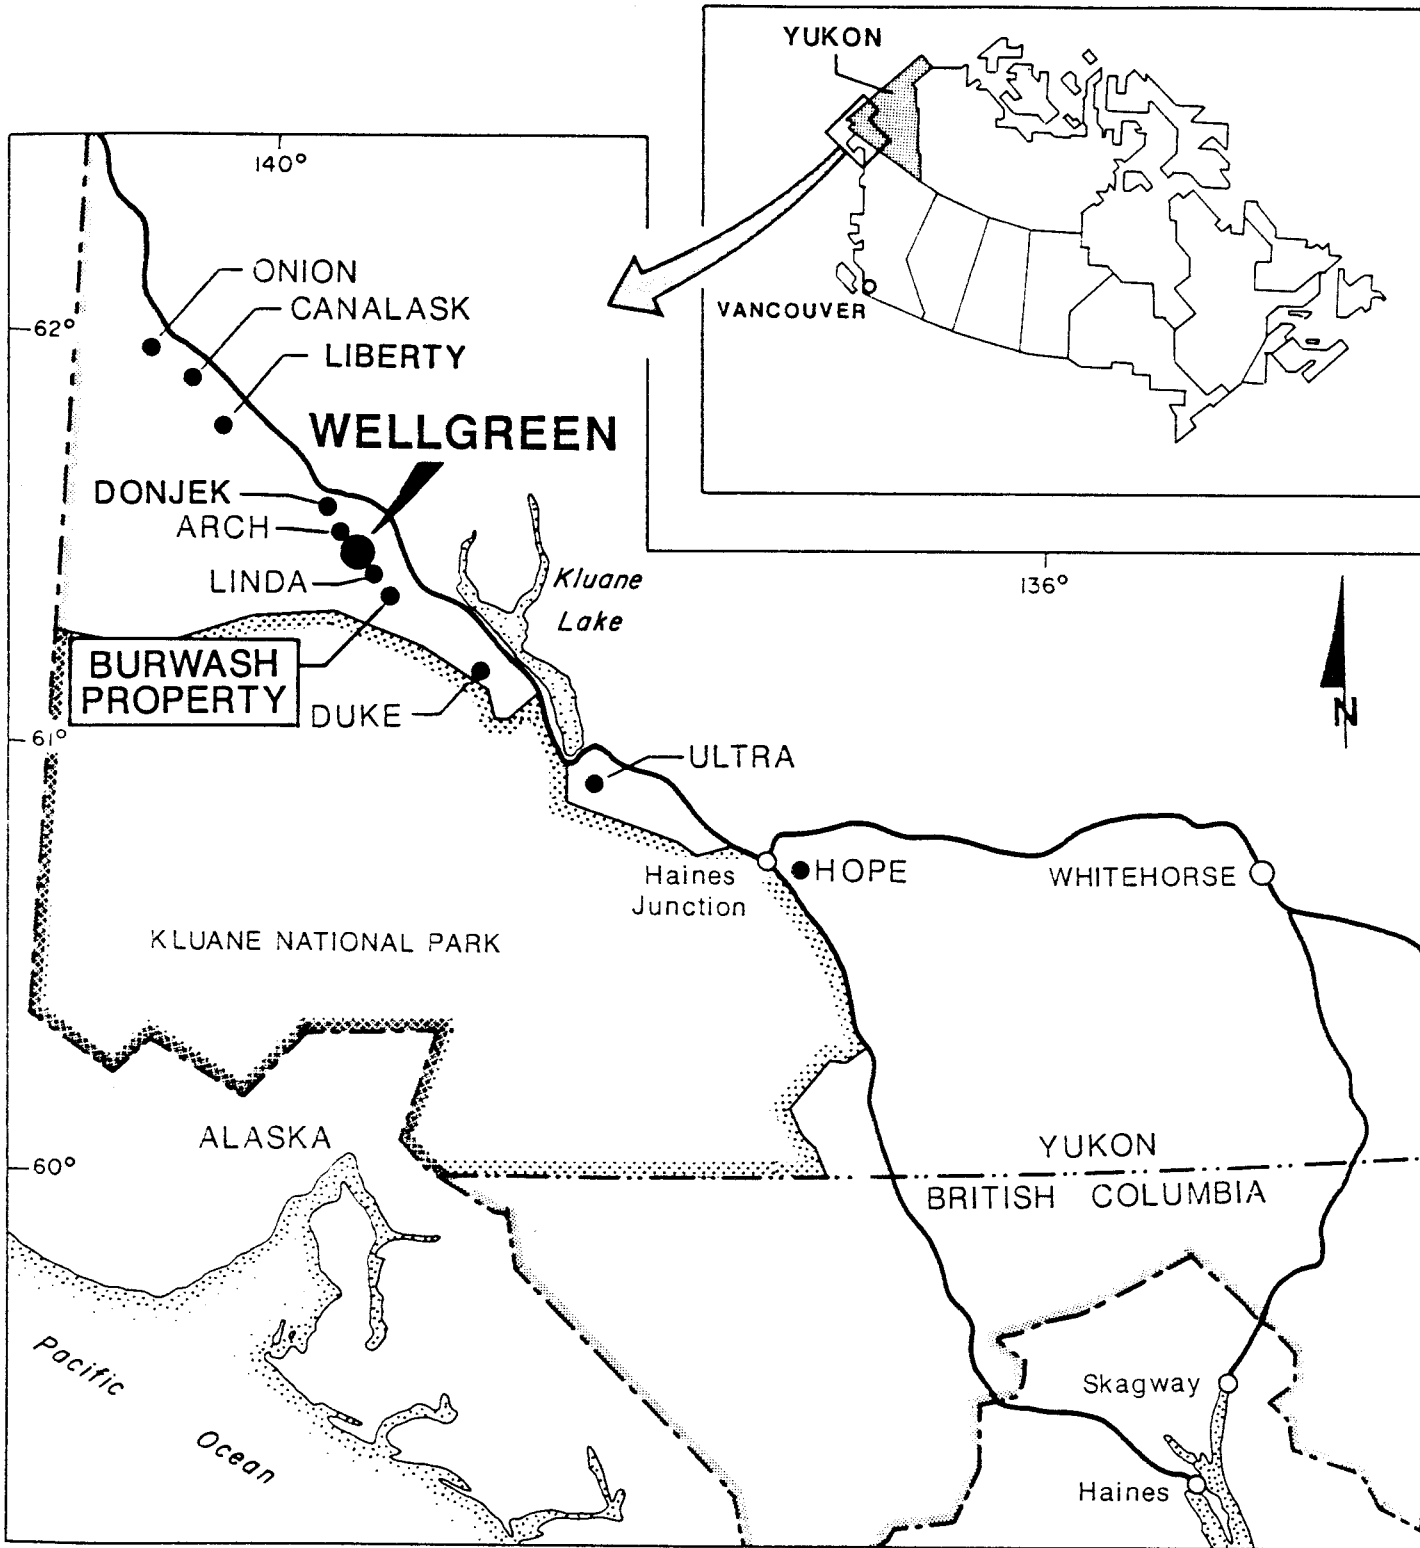 YUKON
VANCOUVER
140°
ONION
CANALASK
62°
LIBERTY
WELLGREEN
DONJEK
ARCH
LINDA
Kluane
Lake
136°
BURWASH
PROPERTY
DUKE
N
61°
ULTRA
Haines
Junction
HOPE
WHITEHORSE
KLUANE NATIONAL PARK
ALASKA
YUKON
60°
BRITISH COLUMBIA
Pacific
Ocean
Skagway
Haines